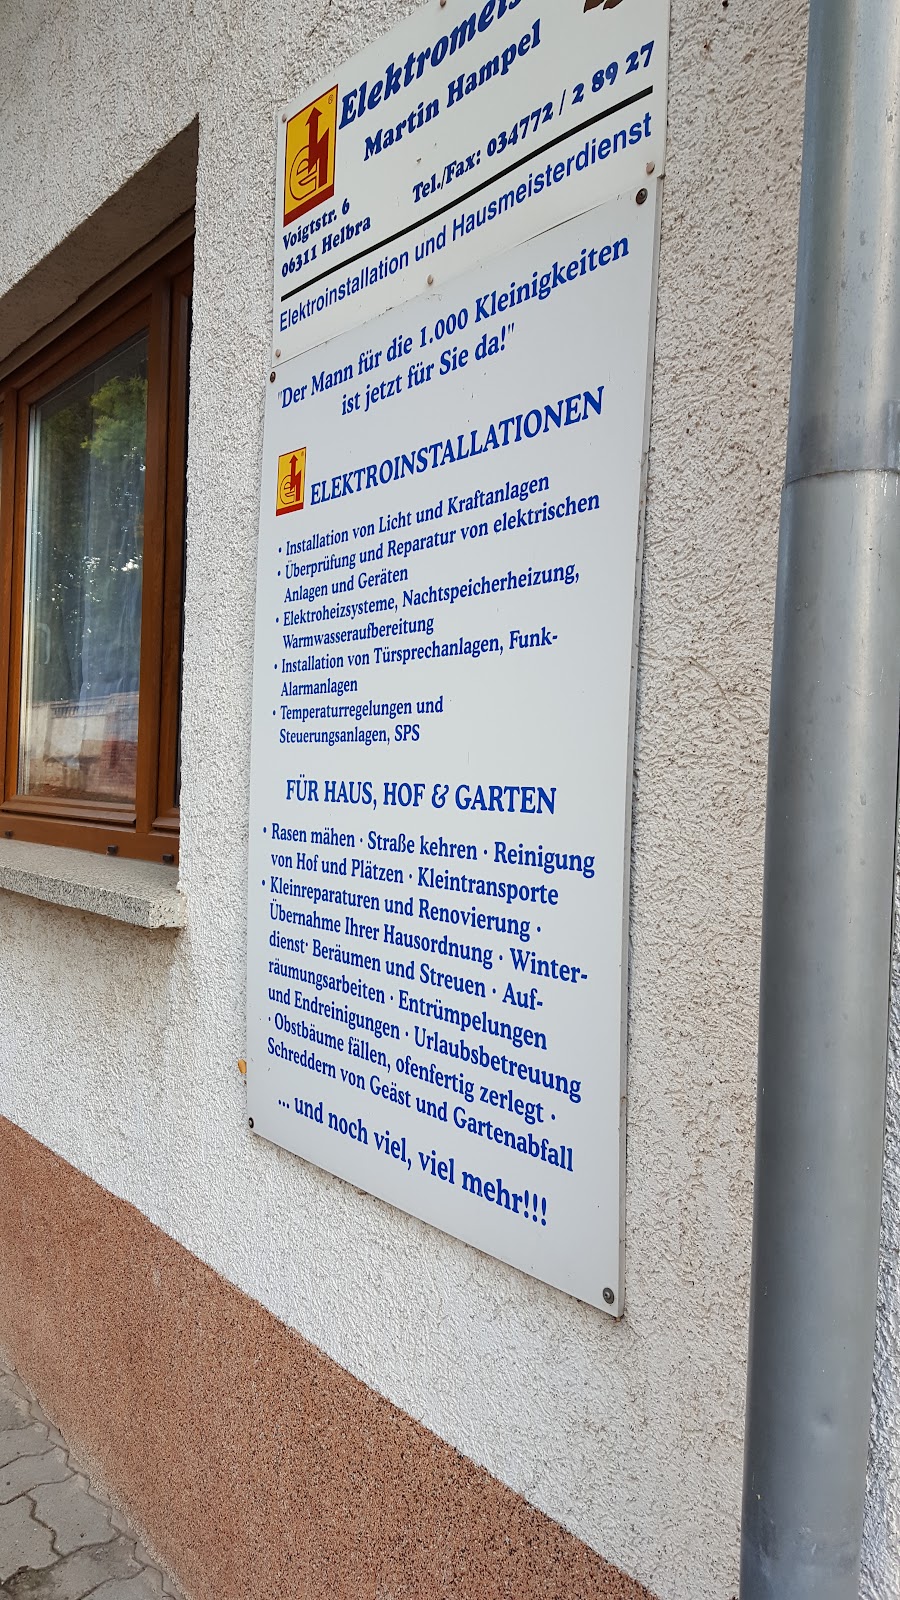 Martin Hampel
Tel./Fax: 034772 / 2 89 27
Voigtstr. 6
06311 Helbra
Elektroinstallation und Hausmeisterdienst
"Der Mann für die 1.000 Kleinigkeiten
ist jetzt für Sie da!"
ELEKTROINSTALLATIONEN
• Installation von Licht und Kraftanlagen
• Überprüfung und Reparatur von elektrischen
Anlagen und Geräten
• Elektroheizsysteme, Nachtspeicherheizung,
Warmwasseraufbereitung
• Installation von Türsprechanlagen, Funk-
Alarmanlagen
• Temperaturregelungen und
Steuerungsanlagen, SPS
FÜR HAUS, HOF & GARTEN
• Rasen mähen · Straße kehren · Reinigung
von Hof und Plätzen · Kleintransporte
• Kleinreparaturen und Renovierung ·
Übernahme Ihrer Hausordnung · Winter-
dienst· Beräumen und Streuen · Auf-
räumungsarbeiten · Entrümpelungen
und Endreinigungen · Urlaubsbetreuung
· Obstbäume fällen, ofenfertig zerlegt ·
Schreddern von Geäst und Gartenabfall
... und noch viel, viel mehr!!!